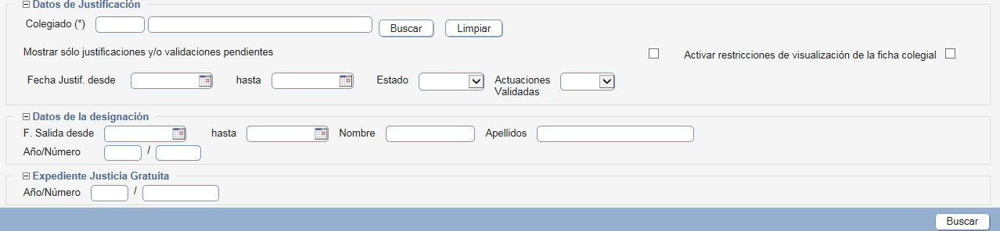 Datos de Justificación
Colegiado (*) Buscar Limpiar
Mostrar sólo justificaciones y/o validaciones pendientes Activar restricciones de visualización de la ficha colegial
Fecha Justif. desde hasta Estado Actuaciones Validadas
Datos de la designación
F. Salida desde hasta Nombre Apellidos
Año/Número /
Expediente Justicia Gratuita
Año/Número /
Buscar